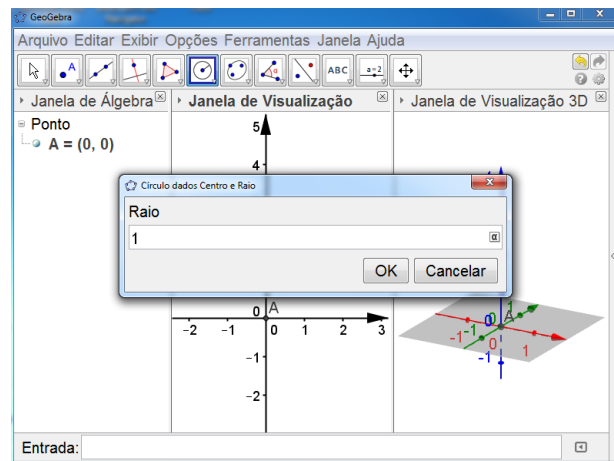 GeoGebra
Arquivo Editar Exibir Opções Ferramentas Janela Ajuda
A
α
ABC
a=2
Janela de Álgebra
Janela de Visualização
Janela de Visualização 3D
Ponto
A = (0, 0)
5
4
Círculo dados Centro e Raio
Raio
1
α
OK
Cancelar
0
A
-2
-1
0
1
2
3
-1
-2
0
1
A
-1
-1
0
1
-1
Entrada: